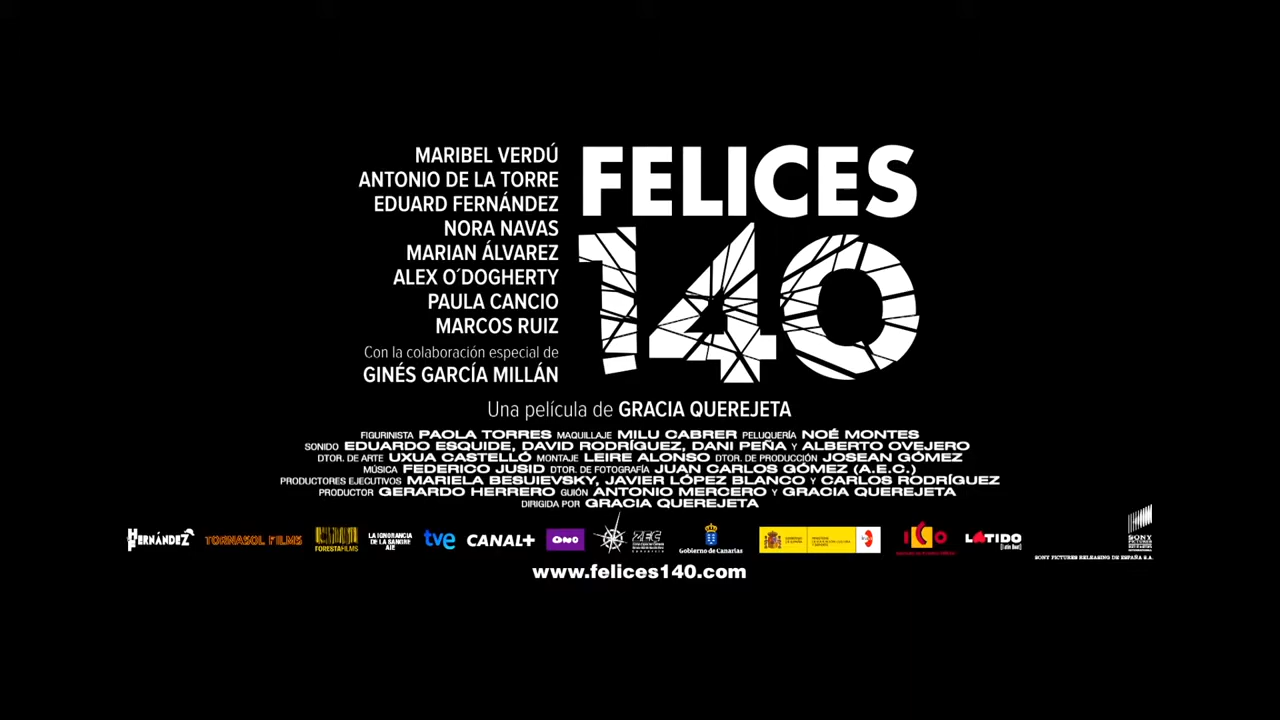 MARIBEL VERDÚ
ANTONIO DE LA TORRE
EDUARD FERNÁNDEZ
NORA NAVAS
MARIAN ÁLVAREZ
ALEX O´DOGHERTY
PAULA CANCIO
MARCOS RUIZ
Con la colaboración especial de
GINÉS GARCÍA MILLÁN
FELICES
140
Una película de GRACIA QUEREJETA
FIGURINISTA PAOLA TORRES MAQUILLAJE MILU CABRER PELUQUERÍA NOÉ MONTES
SONIDO EDUARDO ESQUIDE, DAVID RODRÍGUEZ, DANI PEÑA Y ALBERTO OVEJERO
DTOR. DE ARTE UXUA CASTELLÓ MONTAJE LEIRE ALONSO DTOR. DE PRODUCCIÓN JOSEAN GÓMEZ
MÚSICA FEDERICO JUSID DTOR. DE FOTOGRAFÍA JUAN CARLOS GÓMEZ (A.E.C.)
PRODUCTORES EJECUTIVOS MARIELA BESUIEVSKY, JAVIER LÓPEZ BLANCO Y CARLOS RODRÍGUEZ
PRODUCTOR GERARDO HERRERO GUIÓN ANTONIO MERCERO Y GRACIA QUEREJETA
DIRIGIDA POR GRACIA QUEREJETA
HERNÁNDEZ
TORNASOL FILMS
FORESTA FILMS
LA IGNORANCIA
DE LA SANGRE
AIE
tve
CANAL+
ono
ZEC
Gobierno de Canarias
ICO
LATIDO
SONY
PICTURES
SONY PICTURES RELEASING DE ESPAÑA S.A.
www.felices140.com